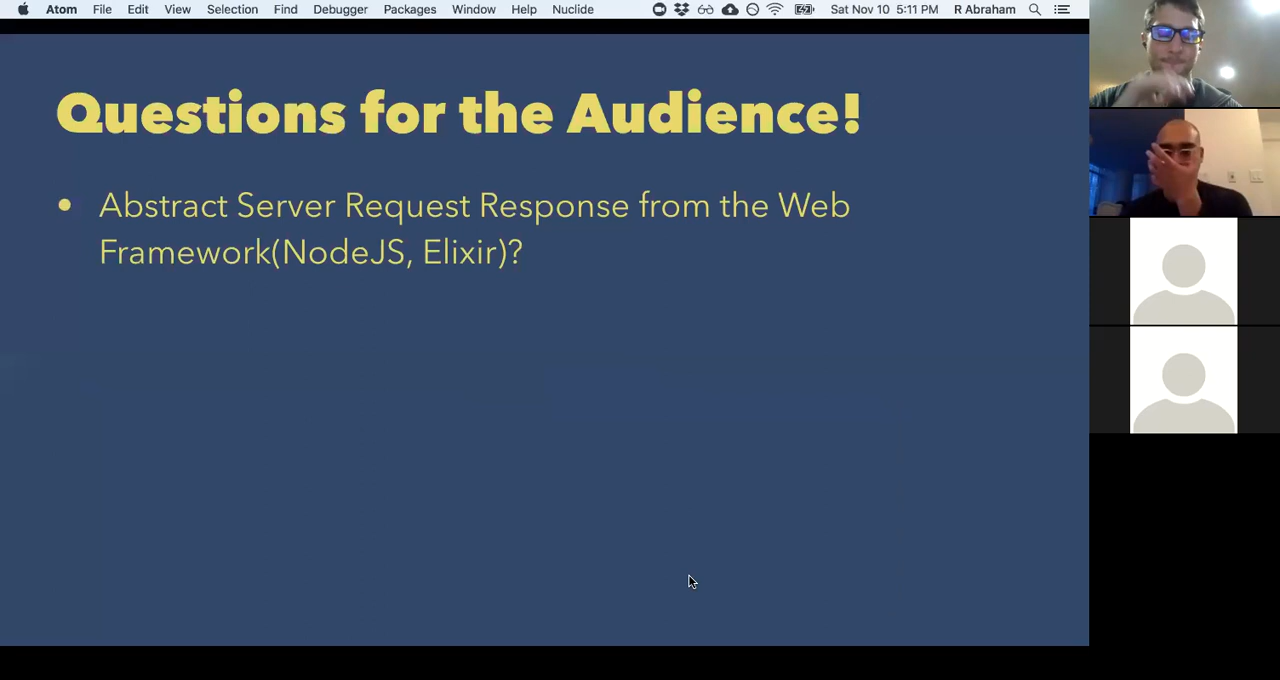 Atom File Edit View Selection Find Debugger Packages Window Help Nuclide Sat Nov 10 5:11 PM R Abraham
Questions for the Audience!
• Abstract Server Request Response from the Web
Framework(NodeJS, Elixir)?